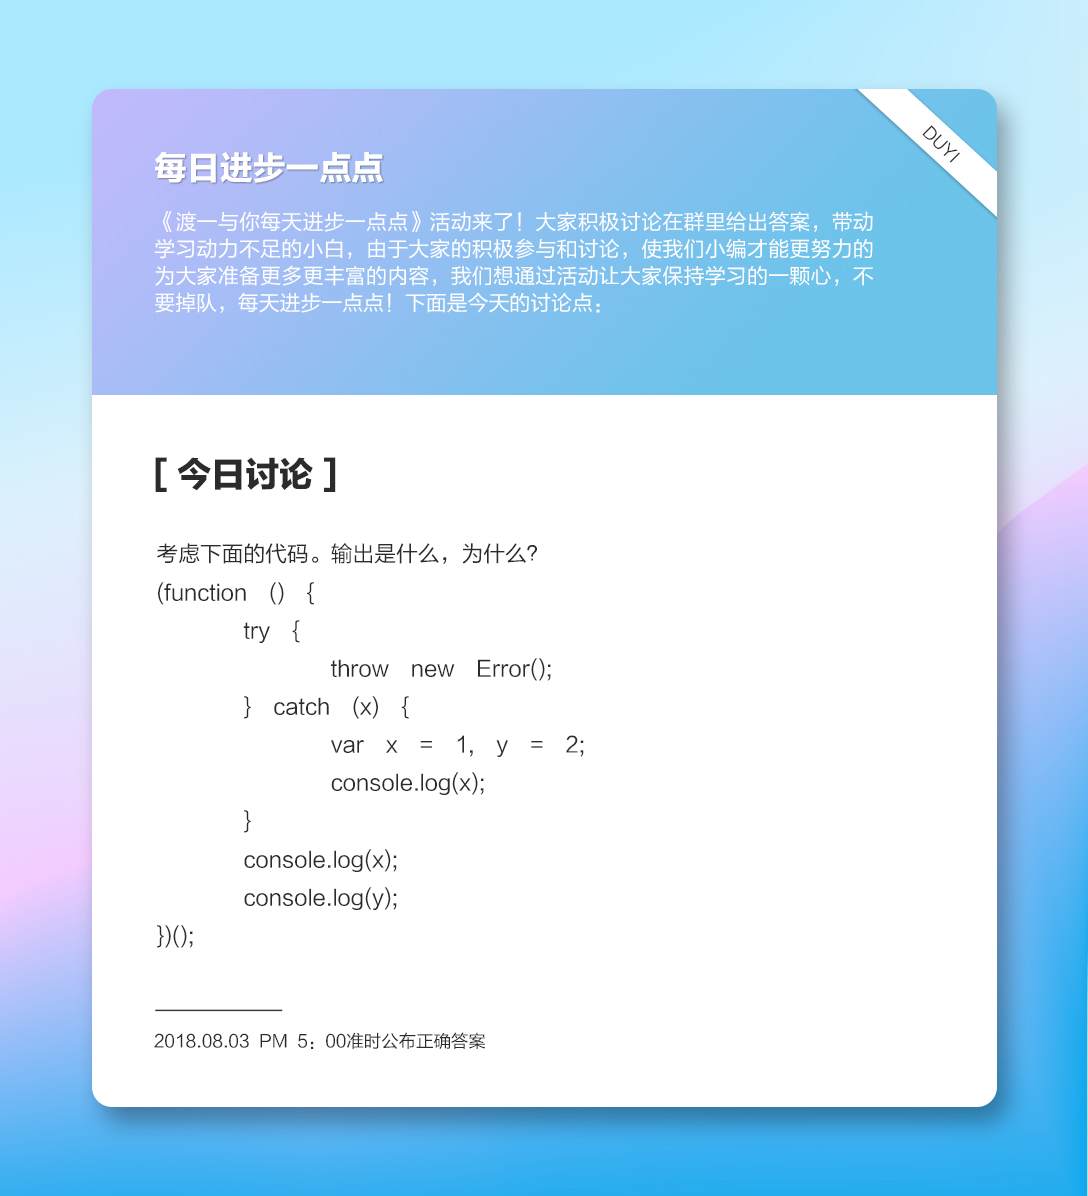 DUYI
每日进步一点点
《渡一与你每天进步一点点》活动来了！大家积极讨论在群里给出答案，带动
学习动力不足的小白，由于大家的积极参与和讨论，使我们小编才能更努力的
为大家准备更多更丰富的内容，我们想通过活动让大家保持学习的一颗心，不
要掉队，每天进步一点点！下面是今天的讨论点：
[ 今日讨论 ]
考虑下面的代码。输出是什么，为什么?
(function () {
try {
throw new Error();
} catch (x) {
var x = 1, y = 2;
console.log(x);
}
console.log(x);
console.log(y);
})();
2018.08.03 PM 5：00准时公布正确答案